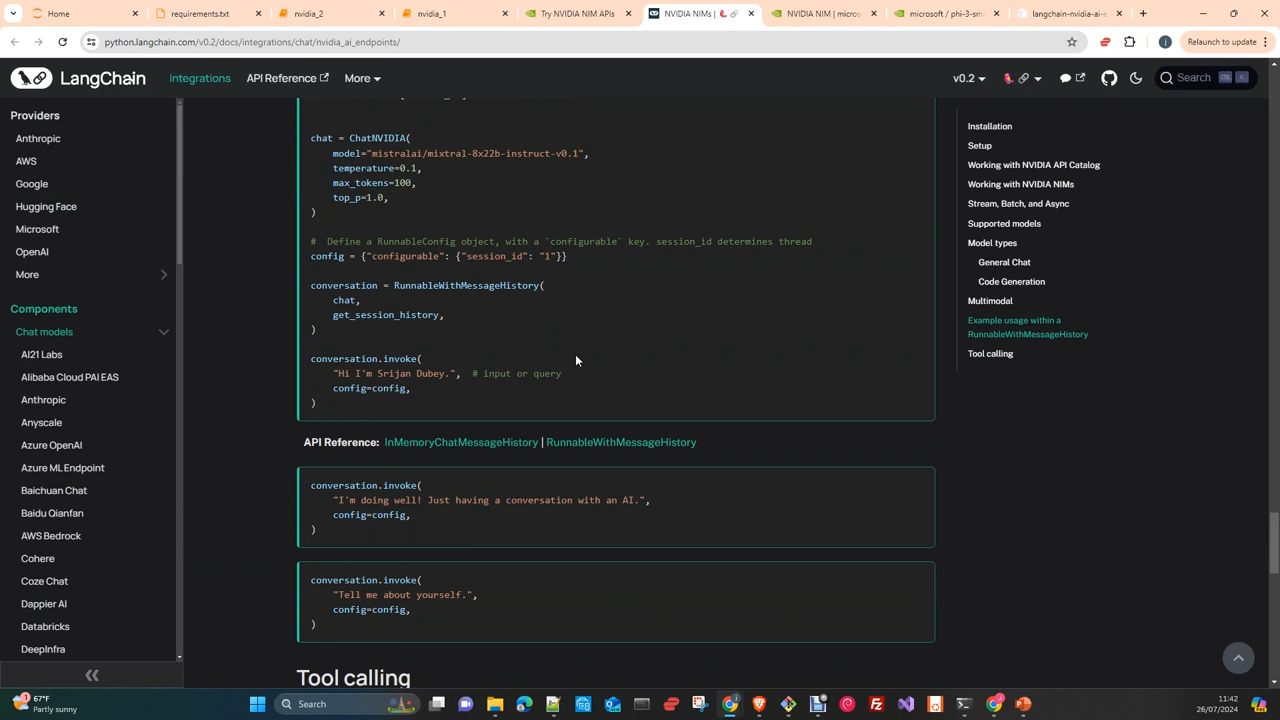 Home
requirements.txt
nvidia_2
nvidia_1
Try NVIDIA NIM APIs
NVIDIA NIMs |
NVIDIA NIM | micros
microsoft / phi-3-sma
langchain-nvidia-ai-e
python.langchain.com/v0.2/docs/integrations/chat/nvidia_ai_endpoints/
Relaunch to update
LangChain
Integrations
API Reference
More
v0.2
Search
Ctrl
K
Providers
Anthropic
AWS
Google
Hugging Face
Microsoft
OpenAI
More
Components
Chat models
AI21 Labs
Alibaba Cloud PAI EAS
Anthropic
Anyscale
Azure OpenAI
Azure ML Endpoint
Baichuan Chat
Baidu Qianfan
AWS Bedrock
Cohere
Coze Chat
Dappier AI
Databricks
DeepInfra
chat = ChatNVIDIA(
model="mistralai/mixtral-8x22b-instruct-v0.1",
temperature=0.1,
max_tokens=100,
top_p=1.0,
)
# Define a RunnableConfig object, with a `configurable` key. session_id determines thread
config = {"configurable": {"session_id": "1"}}
conversation = RunnableWithMessageHistory(
chat,
get_session_history,
)
conversation.invoke(
"Hi I'm Srijan Dubey.", # input or query
config=config,
)
API Reference: InMemoryChatMessageHistory | RunnableWithMessageHistory
conversation.invoke(
"I'm doing well! Just having a conversation with an AI.",
config=config,
)
conversation.invoke(
"Tell me about yourself.",
config=config,
)
Tool calling
Installation
Setup
Working with NVIDIA API Catalog
Working with NVIDIA NIMs
Stream, Batch, and Async
Supported models
Model types
General Chat
Code Generation
Multimodal
Example usage within a
RunnableWithMessageHistory
Tool calling
1
67°F
Partly sunny
Search
11:42
26/07/2024